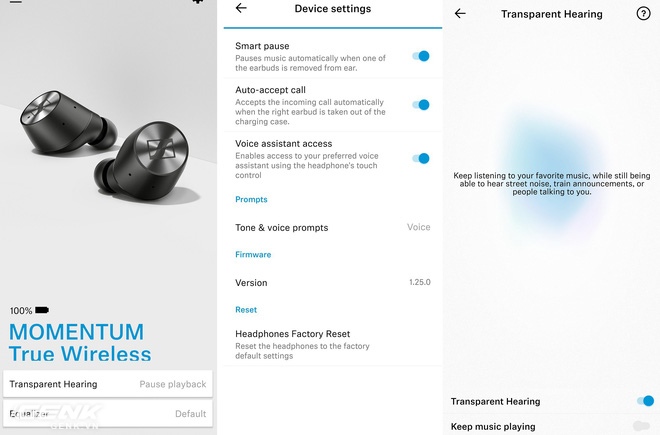 100%
MOMENTUM
True Wireless
Transparent Hearing Pause playback
Equalizer Default
GENK
GENK.VN
Device settings
Smart pause
Pauses music automatically when one of
the earbuds is removed from ear.
Auto-accept call
Accepts the incoming call automatically
when the right earbud is taken out of the
charging case.
Voice assistant access
Enables access to your preferred voice
assistant using the headphone's touch
control
Prompts
Tone & voice prompts Voice
Firmware
Version 1.25.0
Reset
Headphones Factory Reset
Reset the headphones to the factory
default settings
Transparent Hearing
?
Keep listening to your favorite music, while still being
able to hear street noise, train announcements, or
people talking to you.
Transparent Hearing
Keep music playing